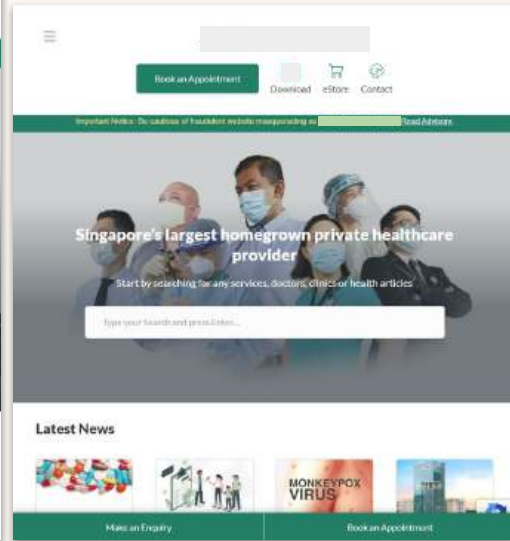 Book an Appointment
Download eStore Contact
Important Notice: Be cautious of fraudulent website masquerading as Read Advisory
Singapore's largest homegrown private healthcare
provider
Start by searching for any services, doctors, clinics or health articles
Type your Search and press Enter...
Latest News
MONKEYPOX
VIRUS
Make an Enquiry Book an Appointment